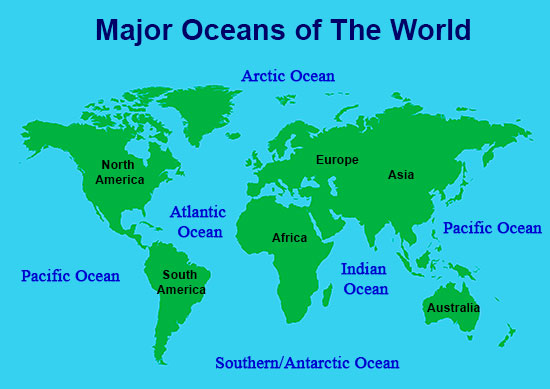 Major Oceans of The World
Arctic Ocean
North
America
Europe
Asia
Atlantic
Ocean
Africa
Pacific Ocean
Pacific Ocean
South
America
Indian
Ocean
Australia
Southern/Antarctic Ocean